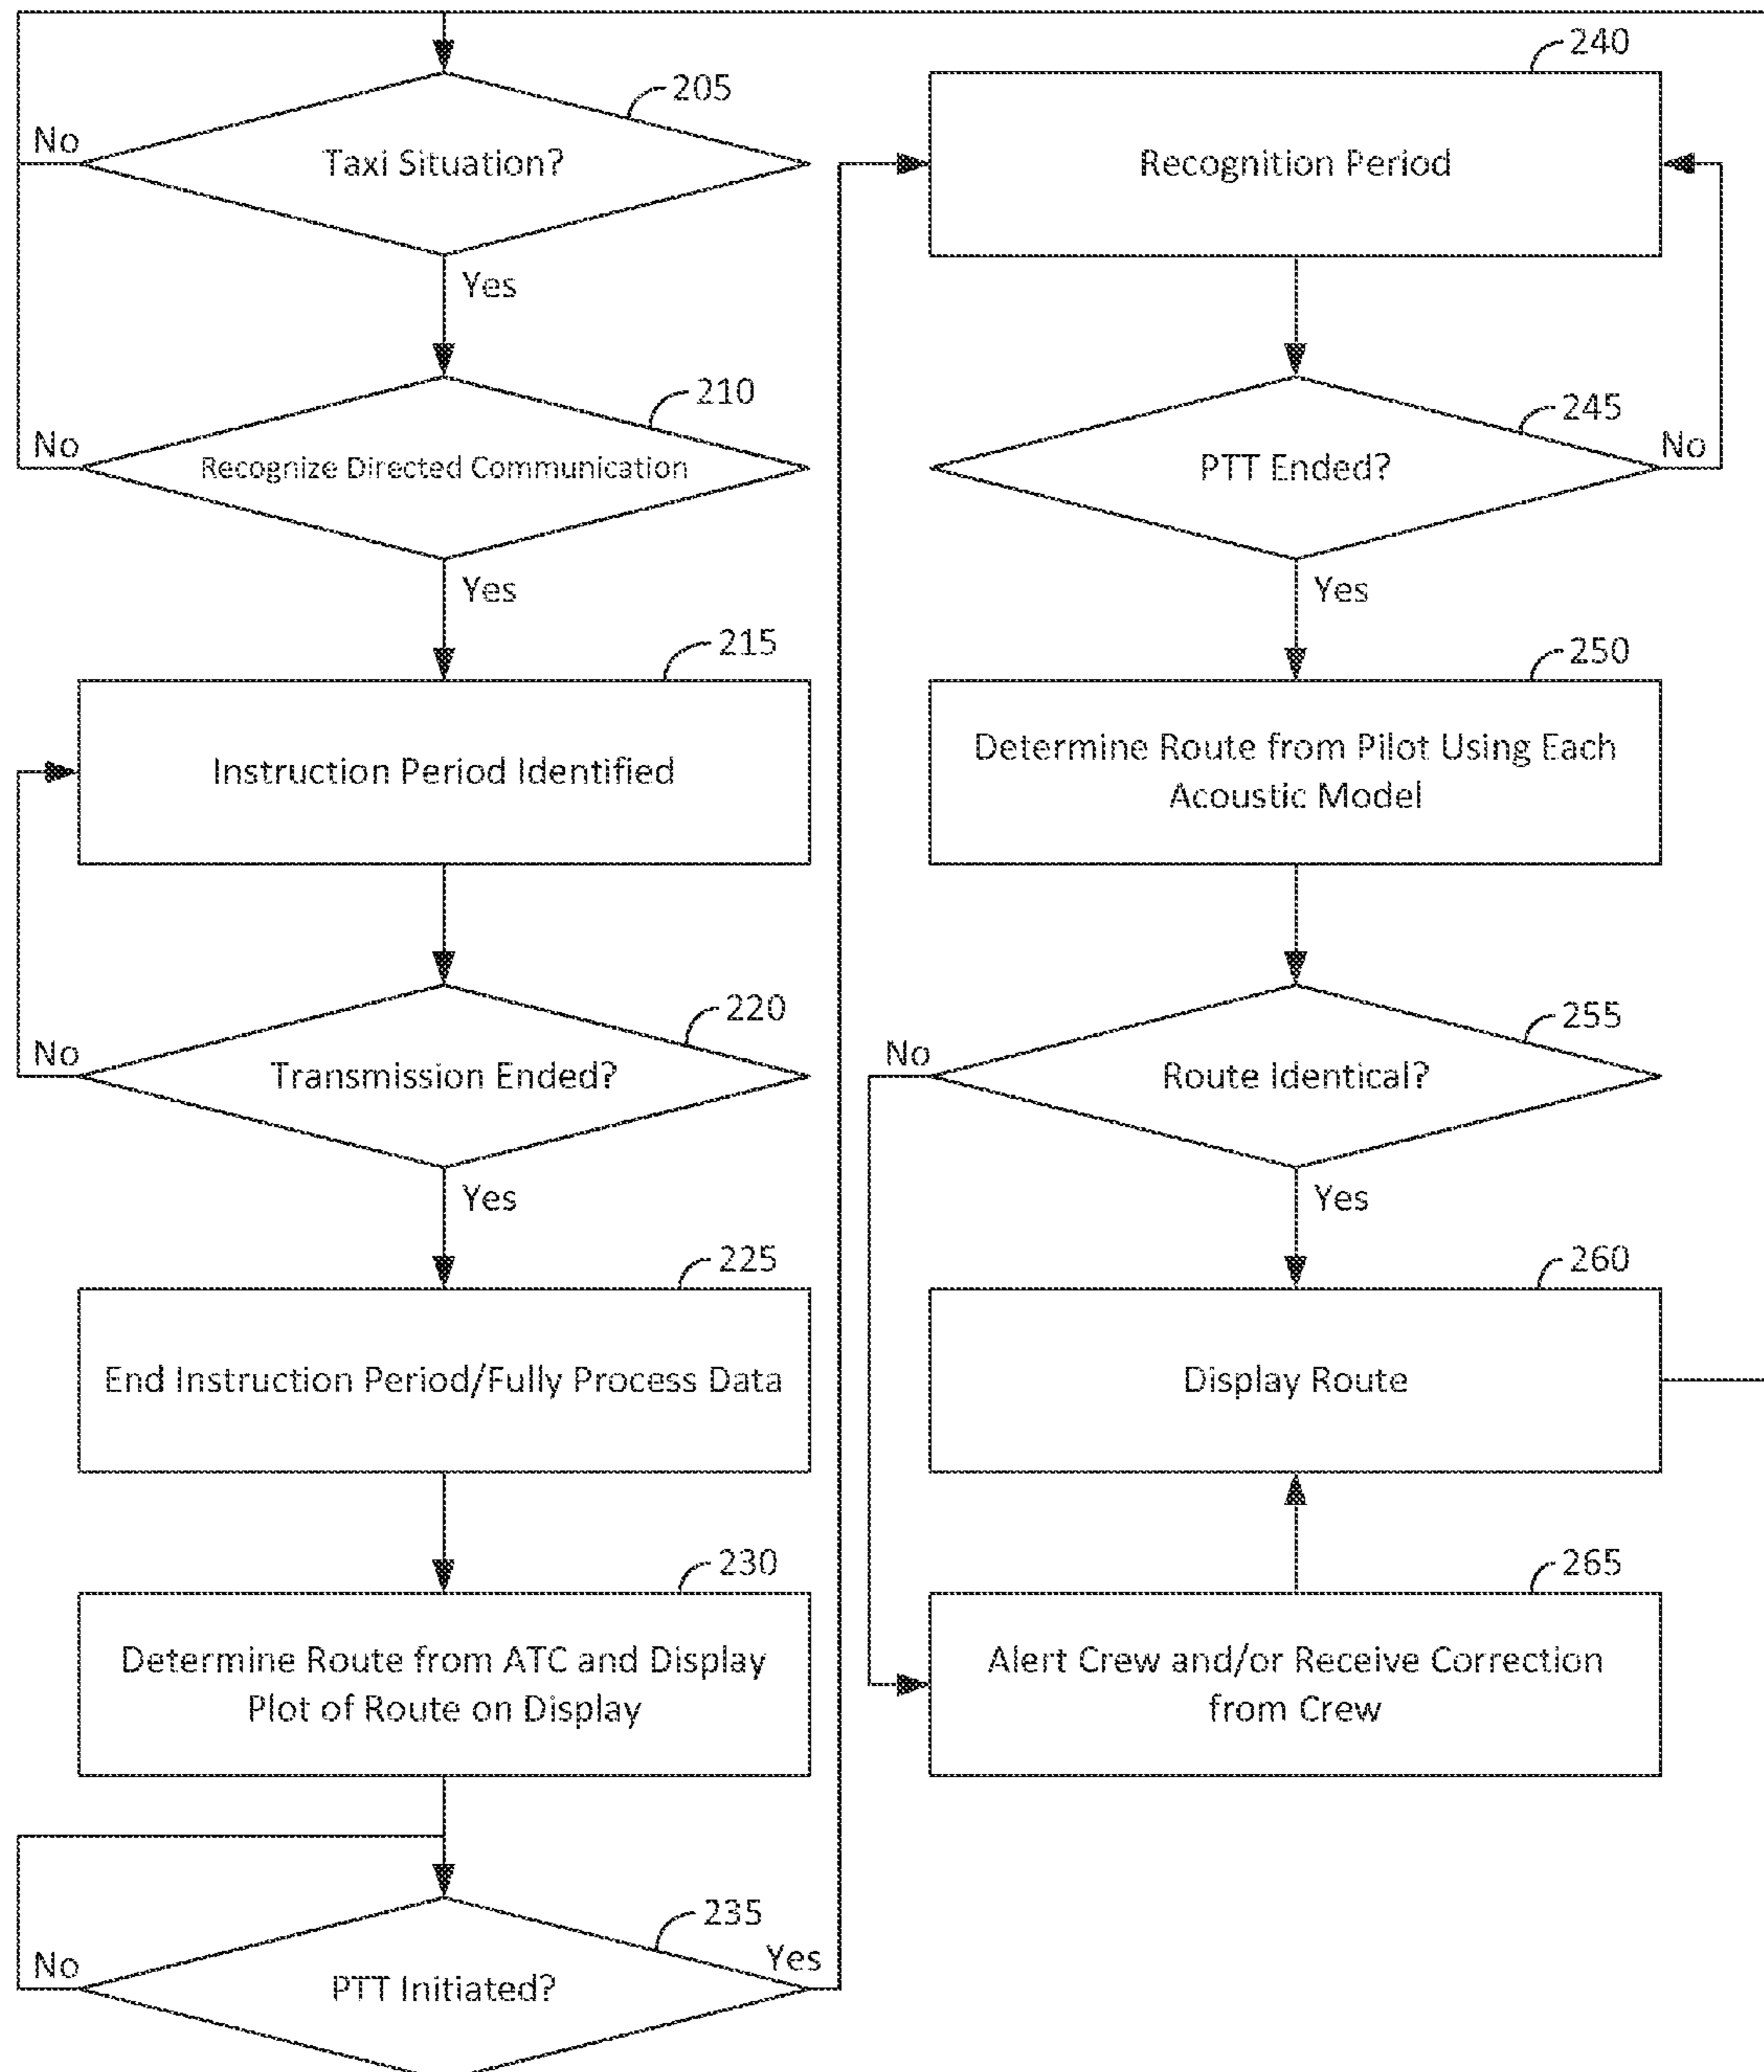 205
No
Taxi Situation?
Yes
210
No
Recognize Directed Communication
Yes
215
Instruction Period Identified
220
No
Transmission Ended?
Yes
225
End Instruction Period/Fully Process Data
230
Determine Route from ATC and Display
Plot of Route on Display
235
No
Yes
PTT Initiated?
240
Recognition Period
245
No
PTT Ended?
Yes
250
Determine Route from Pilot Using Each
Acoustic Model
255
No
Route Identical?
Yes
260
Display Route
265
Alert Crew and/or Receive Correction
from Crew